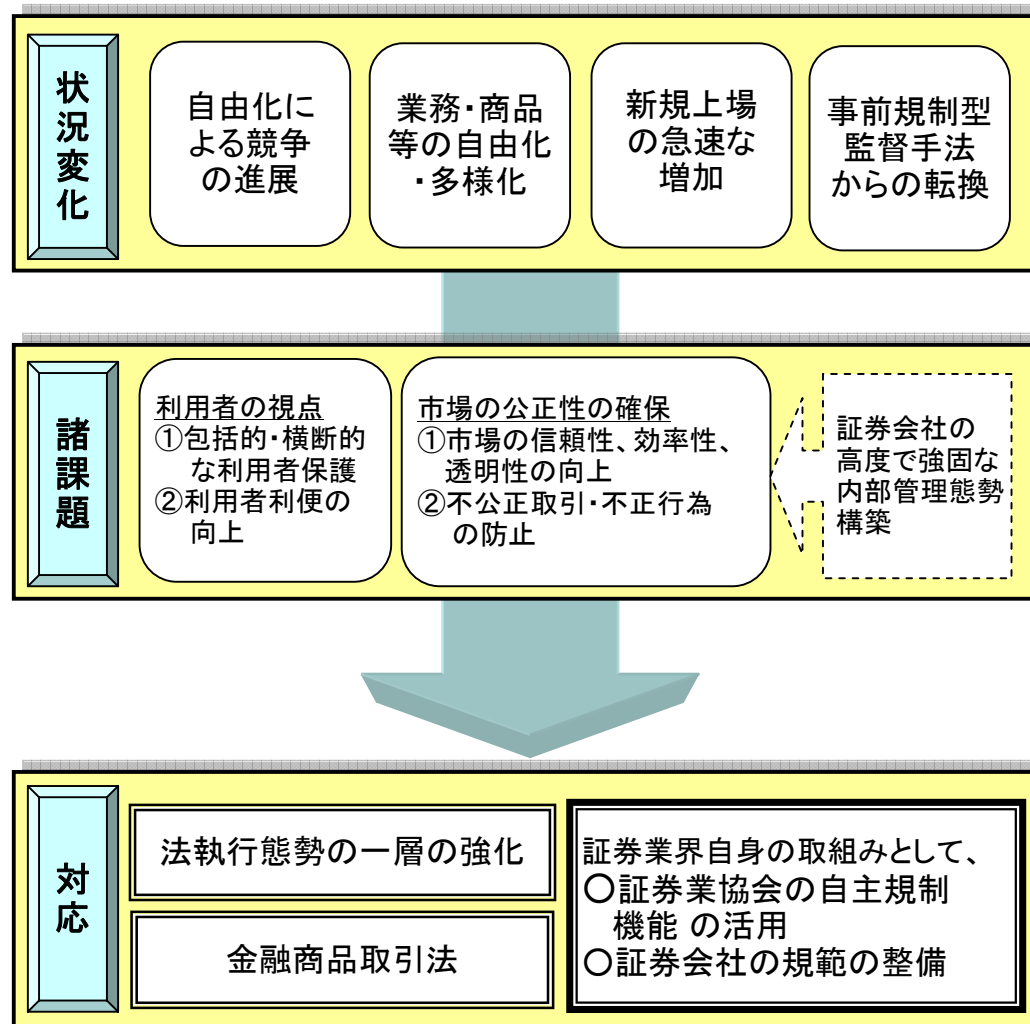 状況変化
自由化に
よる競争
の進展
業務・商品
等の自由化
・多様化
新規上場
の急速な
増加
事前規制型
監督手法
からの転換
諸課題
利用者の視点
①包括的・横断的
な利用者保護
②利用者利便の
向上
市場の公正性の確保
①市場の信頼性、効率性、
透明性の向上
②不公正取引・不正行為
の防止
証券会社の
高度で強固な
内部管理態勢
構築
対応
法執行態勢の一層の強化
金融商品取引法
証券業界自身の取組みとして、
○証券業協会の自主規制
機能 の活用
○証券会社の規範の整備